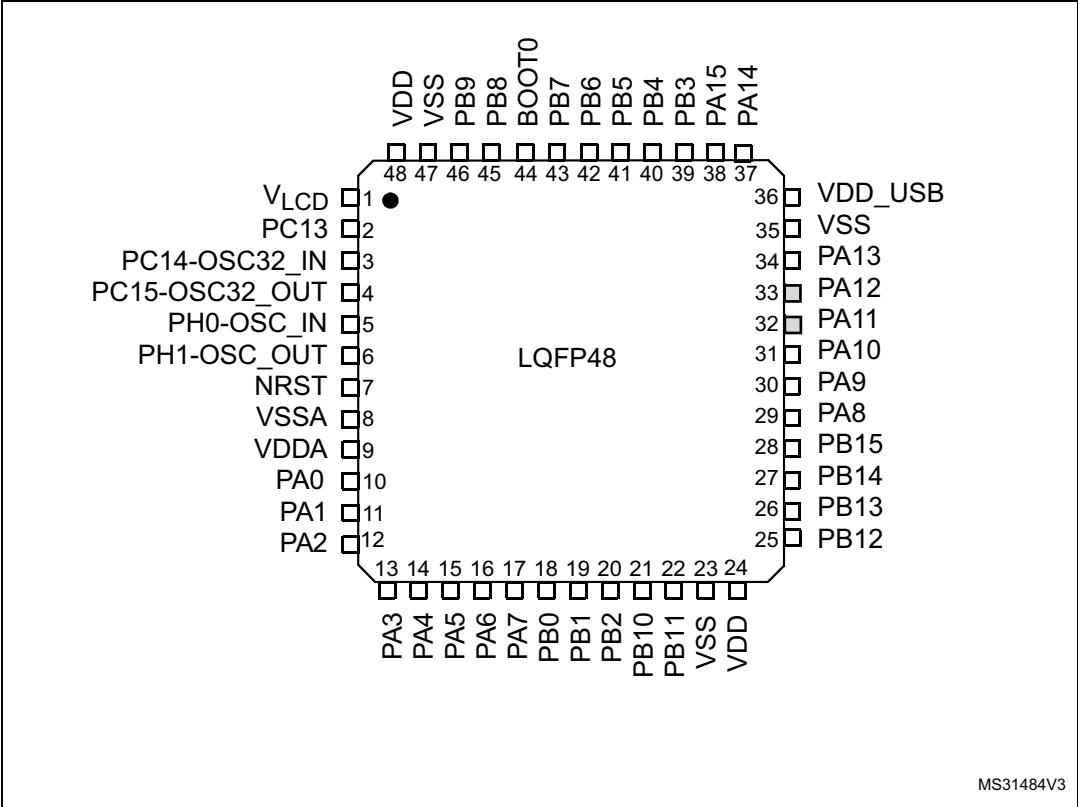 VDD
VSS
PB9
PB8
BOOT0
PB7
PB6
PB5
PB4
PB3
PA15
PA14
48 47 46 45 44 43 42 41 40 39 38 37
VLCD 1
PC13 2
PC14-OSC32_IN 3
PC15-OSC32_OUT 4
PH0-OSC_IN 5
PH1-OSC_OUT 6
NRST 7
VSSA 8
VDDA 9
PA0 10
PA1 11
PA2 12
LQFP48
36 VDD_USB
35 VSS
34 PA13
33 PA12
32 PA11
31 PA10
30 PA9
29 PA8
28 PB15
27 PB14
26 PB13
25 PB12
13 14 15 16 17 18 19 20 21 22 23 24
PA3
PA4
PA5
PA6
PA7
PB0
PB1
PB2
PB10
PB11
VSS
VDD
MS31484V3